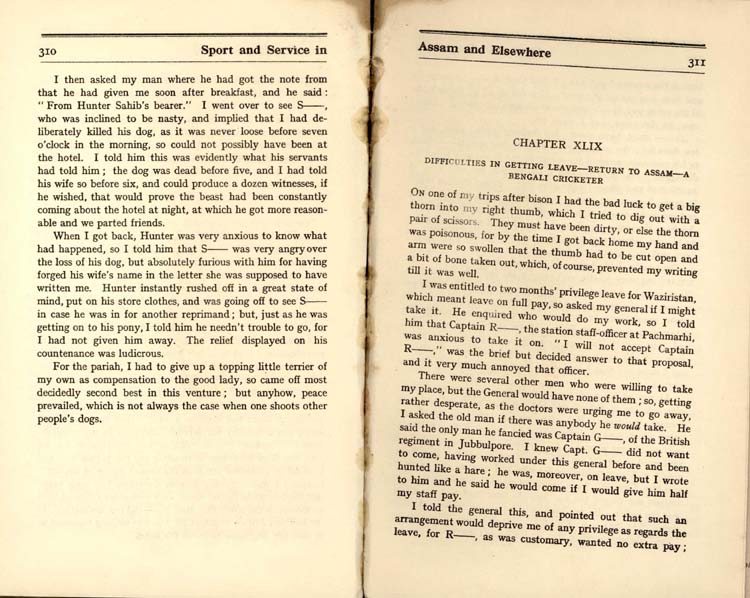 310 Sport and Service in
I then asked my man where he had got the note from
that he had given me soon after breakfast, and he said :
“ From Hunter Sahib’s bearer.” I went over to see S——,
who was inclined to be nasty, and implied that I had de-
liberately killed his dog, as it was never loose before seven
o’clock in the morning, so could not possibly have been at
the hotel. I told him this was evidently what his servants
had told him ; the dog was dead before five, and I had told
his wife so before six, and could produce a dozen witnesses, if
he wished, that would prove the beast had been constantly
coming about the hotel at night, at which he got more reason-
able and we parted friends.
When I got back, Hunter was very anxious to know what
had happened, so I told him that S—— was very angry over
the loss of his dog, but absolutely furious with him for having
forged his wife’s name in the letter she was supposed to have
written me. Hunter instantly rushed off in a great state of
mind, put on his store clothes, and was going off to see S——
in case he was in for another reprimand ; but, just as he was
getting on to his pony, I told him he needn’t trouble to go, for
I had not given him away. The relief displayed on his
countenance was ludicrous.
For the pariah, I had to give up a topping little terrier of
my own as compensation to the good lady, so came off most
decidedly second best in this venture ; but anyhow, peace
prevailed, which is not always the case when one shoots other
people’s dogs.
Assam and Elsewhere 311
CHAPTER XLIX
DIFFICULTIES IN GETTING LEAVE—RETURN TO ASSAM—A
BENGALI CRICKETER
ON one of my trips after bison I had the bad luck to get a big
thorn into my right thumb, which I tried to dig out with a
pair of scissors. They must have been dirty, or else the thorn
was poisonous, for by the time I got back home my hand and
arm were so swollen that the thumb had to be cut open and
a bit of bone taken out, which, of course, prevented my writing
till it was well.
I was entitled to two months’ privilege leave for Waziristan,
which meant leave on full pay, so asked my general if I might
take it. He enquired who would do my work, so I told
him that Captain R——, the station staff-officer at Pachmarhi,
was anxious to take it on. “ I will not accept Captain
R——,” was the brief but decided answer to that proposal,
and it very much annoyed that officer.
There were several other men who were willing to take
my place, but the General would have none of them ; so, getting
rather desperate, as the doctors were urging me to go away,
I asked the old man if there was anybody he would take. He
said the only man he fancied was Captain G——, of the British
regiment in Jubbulpore. I knew Capt. G—— did not want
to come, having worked under this general before and been
hunted like a hare ; he was, moreover, on leave, but I wrote
to him and he said he would come if I would give him half
my staff pay.
I told the general this, and pointed out that such an
arrangement would deprive me of any privilege as regards the
leave, for R——, as was customary, wanted no extra pay ;